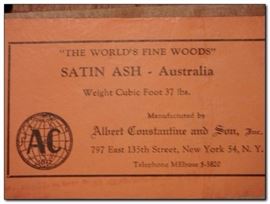 "THE WORLD'S FINE WOODS"
SATIN ASH - Australia
Weight Cubic Foot 37 lbs.
Manufactured by
Albert Constantine and Son, Inc.
797 East 135th Street, New York 54, N. Y.
Telephone MElrose 5-5820
AC